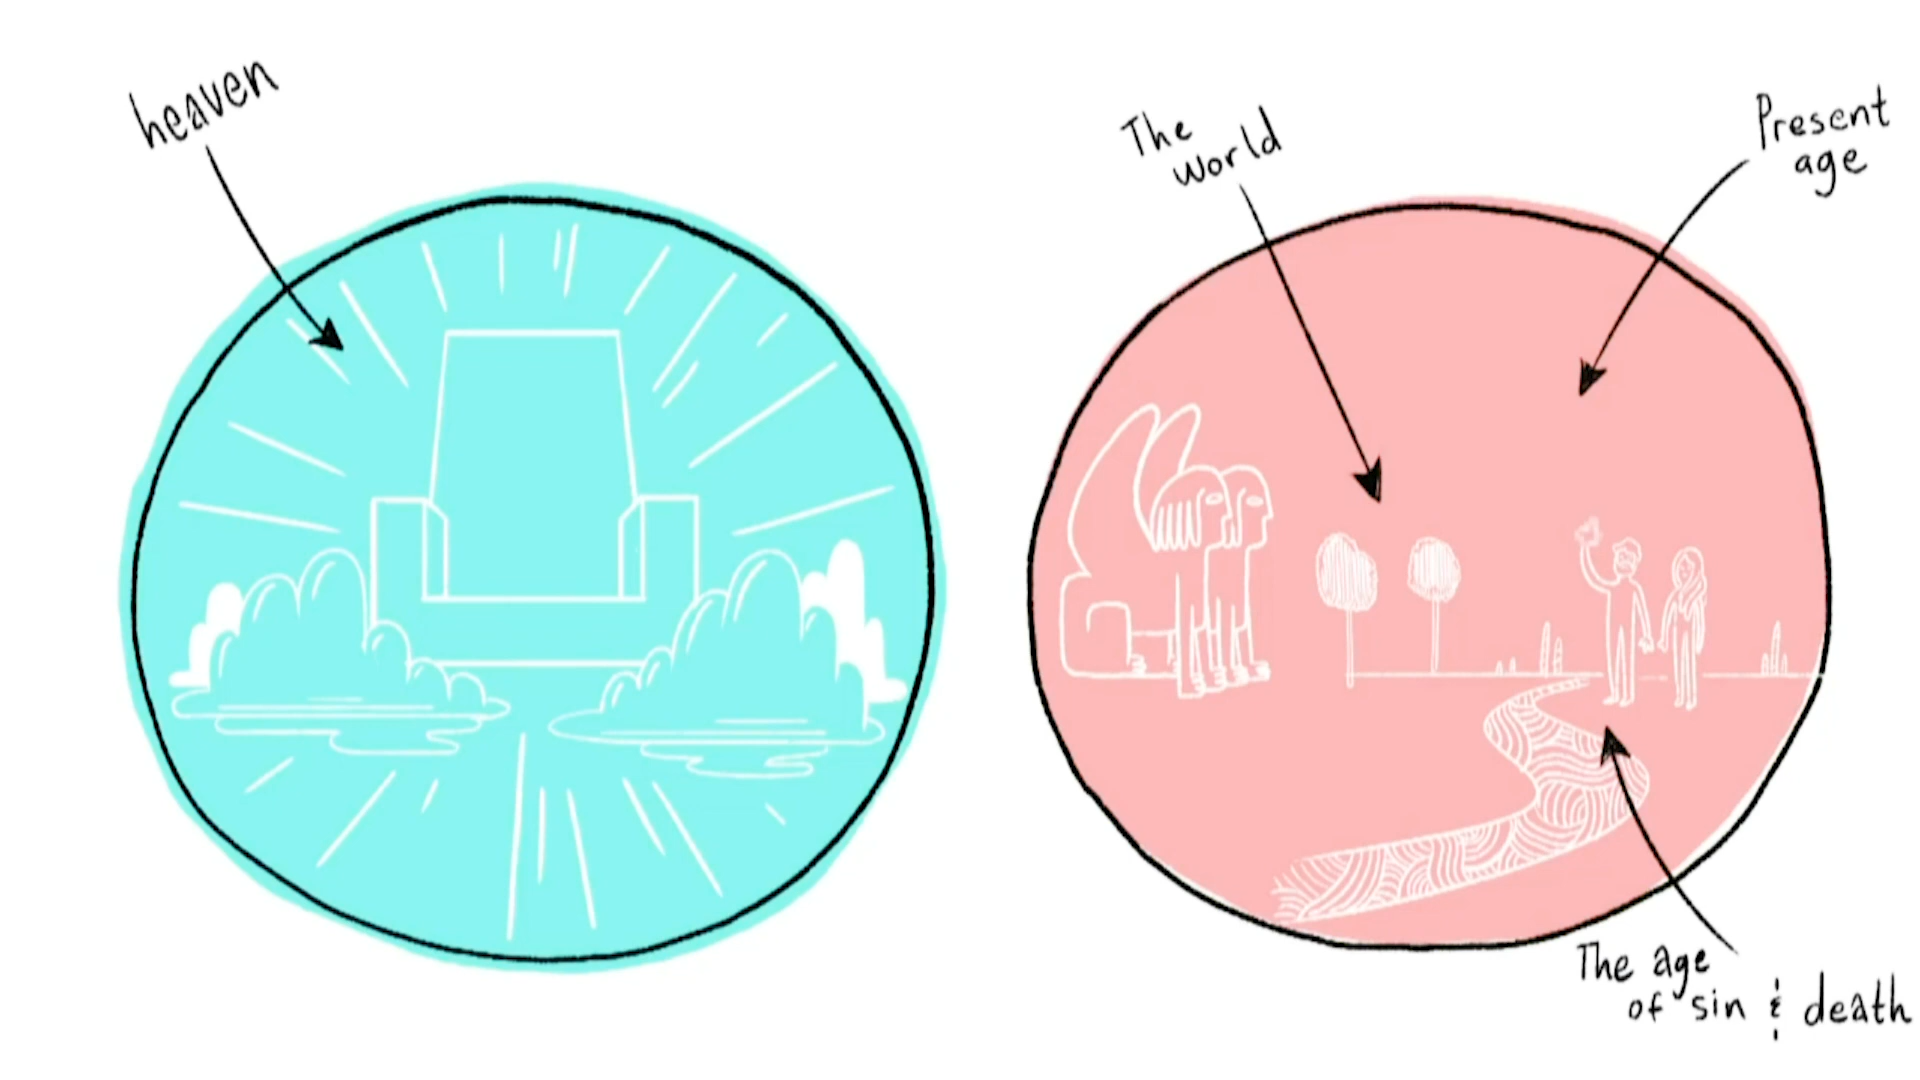 heaven
The
world
Present
age
The age
of sin & death